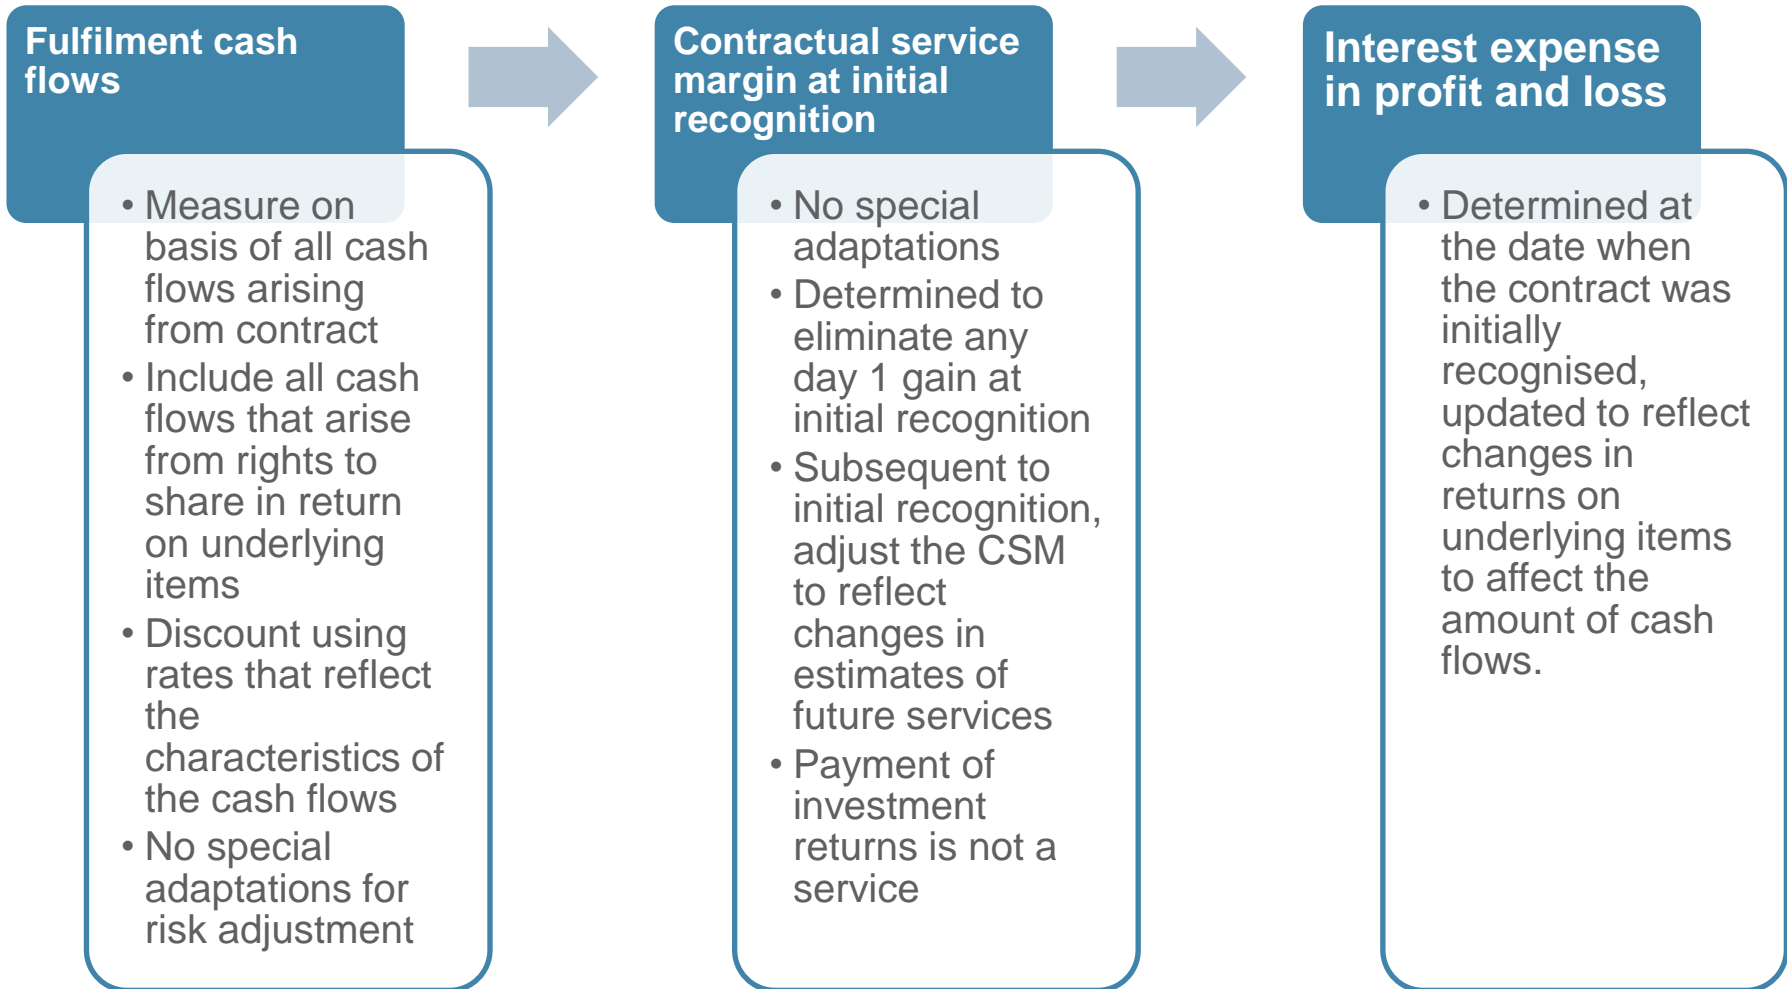 Fulfilment cash
flows
• Measure on
basis of all cash
flows arising
from contract
• Include all cash
flows that arise
from rights to
share in return
on underlying
items
• Discount using
rates that reflect
the
characteristics of
the cash flows
• No special
adaptations for
risk adjustment
Contractual service
margin at initial
recognition
• No special
adaptations
• Determined to
eliminate any
day 1 gain at
initial recognition
• Subsequent to
initial recognition,
adjust the CSM
to reflect
changes in
estimates of
future services
• Payment of
investment
returns is not a
service
Interest expense
in profit and loss
• Determined at
the date when
the contract was
initially
recognised,
updated to reflect
changes in
returns on
underlying items
to affect the
amount of cash
flows.